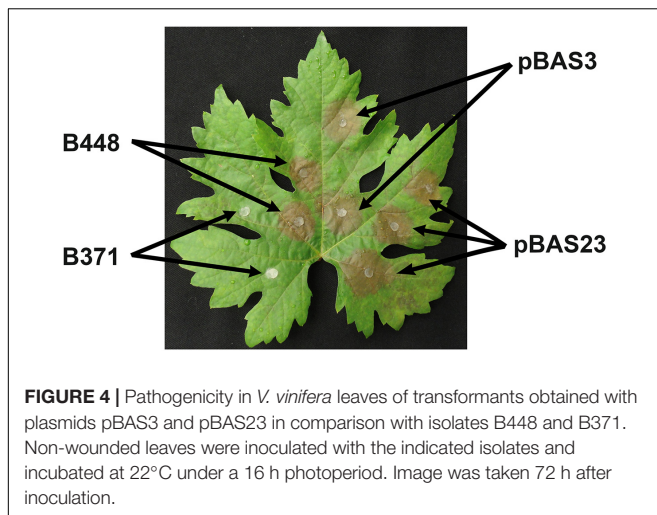 pBAS3
B448
B371
pBAS23
FIGURE 4 | Pathogenicity in V. vinifera leaves of transformants obtained with
plasmids pBAS3 and pBAS23 in comparison with isolates B448 and B371.
Non-wounded leaves were inoculated with the indicated isolates and
incubated at 22°C under a 16 h photoperiod. Image was taken 72 h after
inoculation.